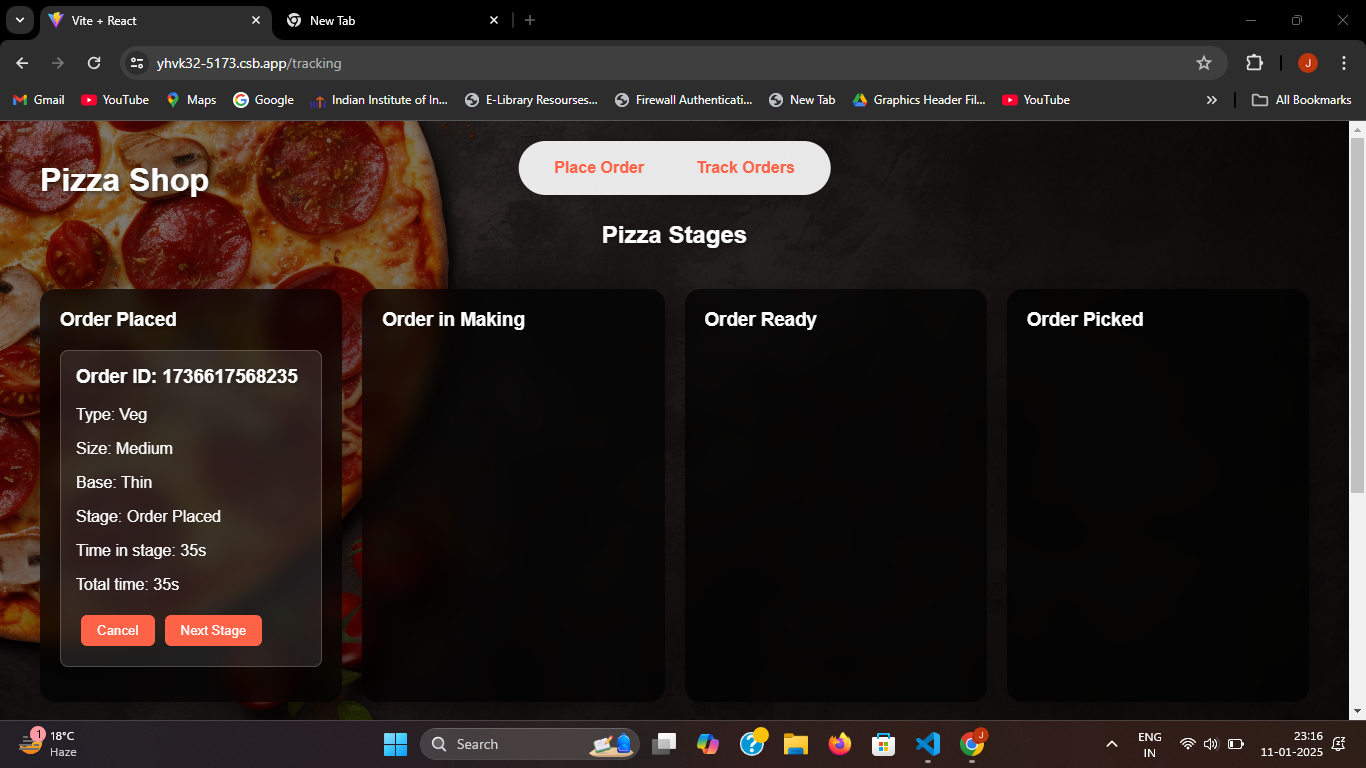 Vite + React
New Tab
yhvk32-5173.csb.app/tracking
J
Gmail
YouTube
Maps
Google
Indian Institute of In...
E-Library Resourses...
Firewall Authenticati...
New Tab
Graphics Header Fil...
YouTube
All Bookmarks
Pizza Shop
Place Order
Track Orders
Pizza Stages
Order Placed
Order ID: 1736617568235
Type: Veg
Size: Medium
Base: Thin
Stage: Order Placed
Time in stage: 35s
Total time: 35s
Cancel
Next Stage
Order in Making
Order Ready
Order Picked
1
18°C
Haze
Search
J
ENG
IN
23:16
11-01-2025